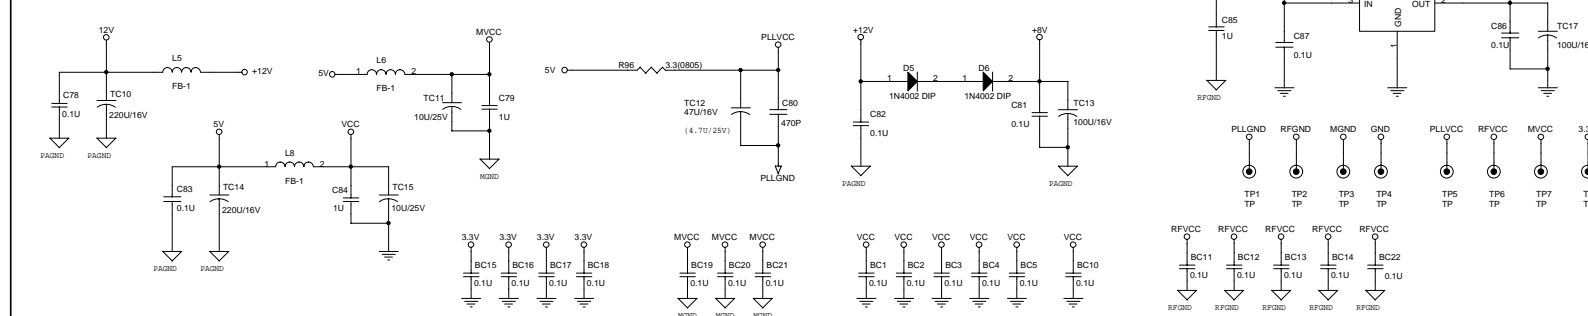 12V
L5
FB-1
+12V
C78
0.1U
TC10
220U/16V
PAGND
PAGND
5V
L6
1
2
FB-1
MVCC
TC11
10U/25V
C79
1U
MGND
5V
R96
3.3(0805)
PLLVCC
TC12
47U/16V
(4.7U/25V)
C80
470P
PLLGND
+12V
D5
1
2
1N4002 DIP
D6
1
2
1N4002 DIP
+8V
C82
0.1U
PAGND
C81
0.1U
TC13
100U/16V
PAGND
C85
1U
RFGND
C87
0.1U
3
IN
OUT
2
GND
1
C86
0.1U
TC17
100U/16
5V
L8
1
2
FB-1
VCC
C83
0.1U
TC14
220U/16V
PAGND
PAGND
C84
1U
TC15
10U/25V
PLLGND
RFGND
MGND
GND
PLLVCC
RFVCC
MVCC
3.3
TP1
TP
TP2
TP
TP3
TP
TP4
TP
TP5
TP
TP6
TP
TP7
TP
3.3V
3.3V
3.3V
3.3V
BC15
0.1U
BC16
0.1U
BC17
0.1U
BC18
0.1U
MVCC
MVCC
MVCC
BC19
0.1U
BC20
0.1U
BC21
0.1U
MGND
MGND
MGND
VCC
VCC
VCC
VCC
VCC
VCC
BC1
0.1U
BC2
0.1U
BC3
0.1U
BC4
0.1U
BC5
0.1U
BC10
0.1U
RFVCC
RFVCC
RFVCC
RFVCC
RFVCC
BC11
0.1U
BC12
0.1U
BC13
0.1U
BC14
0.1U
BC22
0.1U
RFGND
RFGND
RFGND
RFGND
RFGND